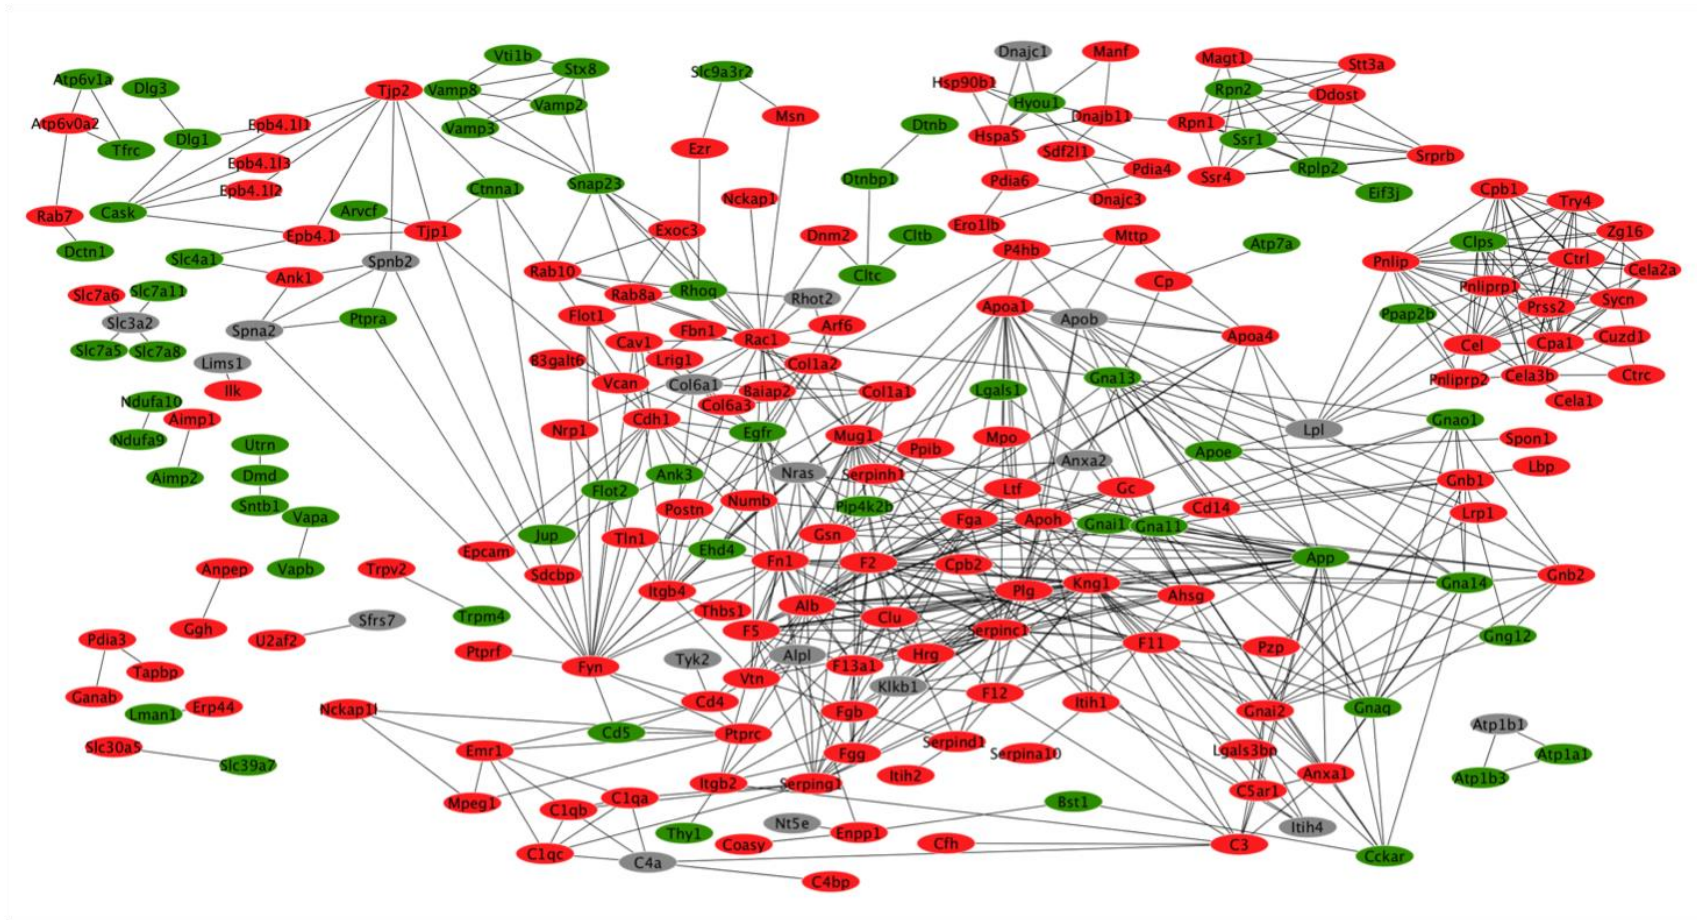 Dnajc1
Manf
Vti1b
Stx8
Slc9a3r2
Magt1
Stt3a
Atp6v1a
Dlg3
Tjp2
Vamp8
Vamp2
Hsp90b1
Hyou1
Rpn2
Ddost
Atp6v0a2
Epb4.1l1
Vamp3
Msn
Dtnb
Hspa5
Dnajb11
Rpn1
Dlg1
Ssr1
Tfrc
Epb4.1l3
Ezr
Sdf2l1
Pdia4
Rplp2
Srprb
Epb4.1l2
Ctnna1
Snap23
Dtnbp1
Pdia6
Ssr4
Eif3j
Cpb1
Rab7
Cask
Arvcf
Nckap1
Dnajc3
Try4
Dctn1
Epb4.1
Tjp1
Exoc3
Dnm2
Cltb
Ero1lb
P4hb
Mttp
Atp7a
Clps
Zg16
Slc4a1
Ank1
Spnb2
Rab10
Cltc
Pnlip
Ctrl
Cela2a
Slc7a6
Slc7a11
Rab8a
Rhog
Rhot2
Cp
Pnliprp1
Sycn
Slc3a2
Spna2
Ptpra
Flot1
Fbn1
Rac1
Arf6
Apoa1
Apob
Apoa4
Ppap2b
Prss2
Cuzd1
Slc7a5
Slc7a8
Lims1
B3galt6
Cav1
Lrig1
Col1a2
Cel
Cpa1
Ilk
Vcan
Col6a1
Baiap2
Col1a1
Lgals1
Gna13
Pnliprp2
Cela3b
Ctrc
Ndufa10
Aimp1
Col6a3
Cela1
Ndufa9
Utrn
Nrp1
Cdh1
Egfr
Mug1
Mpo
Lpl
Gnao1
Spon1
Aimp2
Dmd
Ank3
Nras
Serpinh1
Ppib
Anxa2
Apoe
Lbp
Flot2
Gnb1
Sntb1
Vapa
Postn
Numb
Pip4k2b
Ltf
Gc
Cd14
Lrp1
Jup
Tln1
Gsn
Fga
Apoh
Gnai1
Gna11
Vapb
Epcam
Ehd4
App
Anpep
Trpv2
Sdcbp
Fn1
F2
Cpb2
Kng1
Gna14
Gnb2
Itgb4
Plg
Ahsg
Ggh
Sfrs7
Trpm4
Thbs1
Alb
Clu
Pdia3
U2af2
F5
Serpinc1
F11
Pzp
Gng12
Tapbp
Ptprf
Fyn
Tyk2
Alpl
F13a1
Hrg
Ganab
Vtn
Klkb1
F12
Itih1
Lman1
Erp44
Nckap1l
Cd4
Fgb
Gnai2
Gnaq
Slc30a5
Cd5
Ptprc
Serpind1
Atp1b1
Slc39a7
Emr1
Fgg
Serpina10
Lgals3bp
Atp1a1
Itgb2
Serping1
Itih2
Anxa1
Atp1b3
Mpeg1
C1qa
C5ar1
C1qb
Nt5e
Bst1
Thy1
Enpp1
Itih4
C1qc
Coasy
Cfh
C3
C4a
Cckar
C4bp